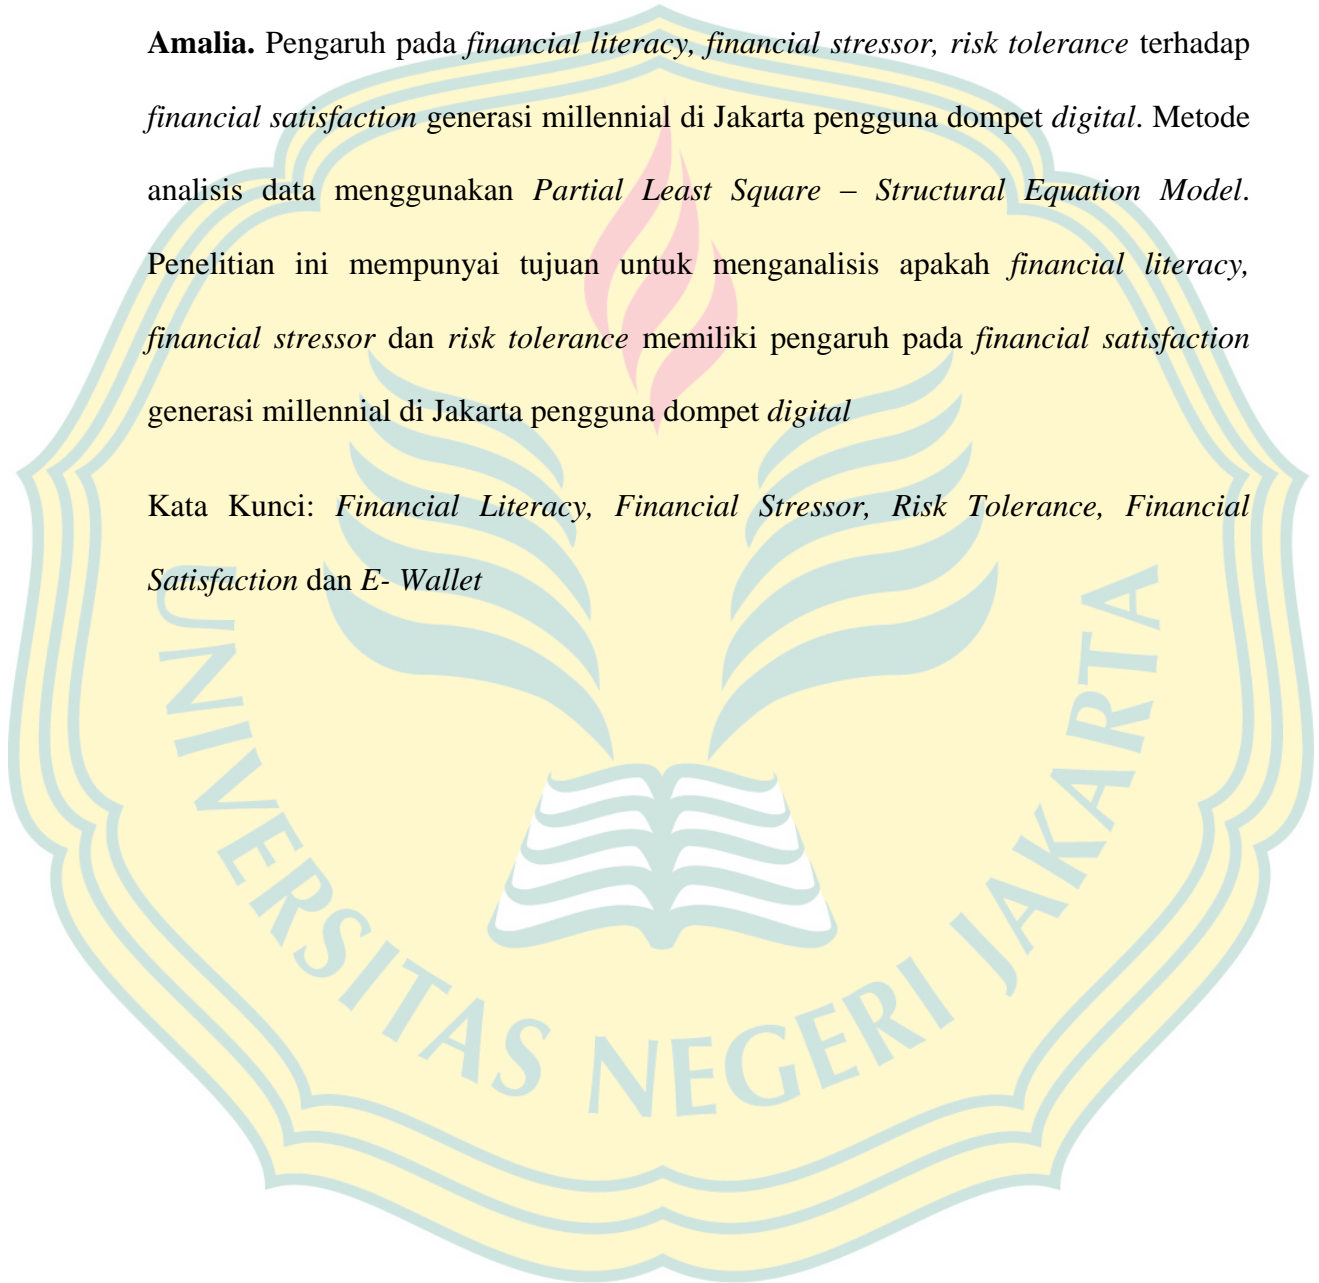 Amalia. Pengaruh pada financial literacy, financial stressor, risk tolerance terhadap
financial satisfaction generasi millennial di Jakarta pengguna dompet digital. Metode
analisis data menggunakan Partial Least Square – Structural Equation Model.
Penelitian ini mempunyai tujuan untuk menganalisis apakah financial literacy,
financial stressor dan risk tolerance memiliki pengaruh pada financial satisfaction
generasi millennial di Jakarta pengguna dompet digital
Kata Kunci: Financial Literacy, Financial Stressor, Risk Tolerance, Financial
Satisfaction dan E- Wallet
UNIVERSITAS NEGERI JAKARTA